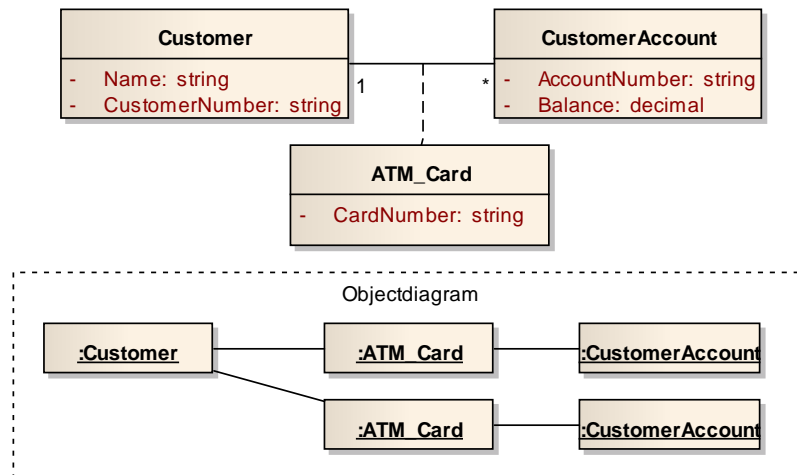 Customer
- Name: string
- CustomerNumber: string
1
*
CustomerAccount
- AccountNumber: string
- Balance: decimal
ATM_Card
- CardNumber: string
Objectdiagram
:Customer
:ATM_Card
:CustomerAccount
:ATM_Card
:CustomerAccount